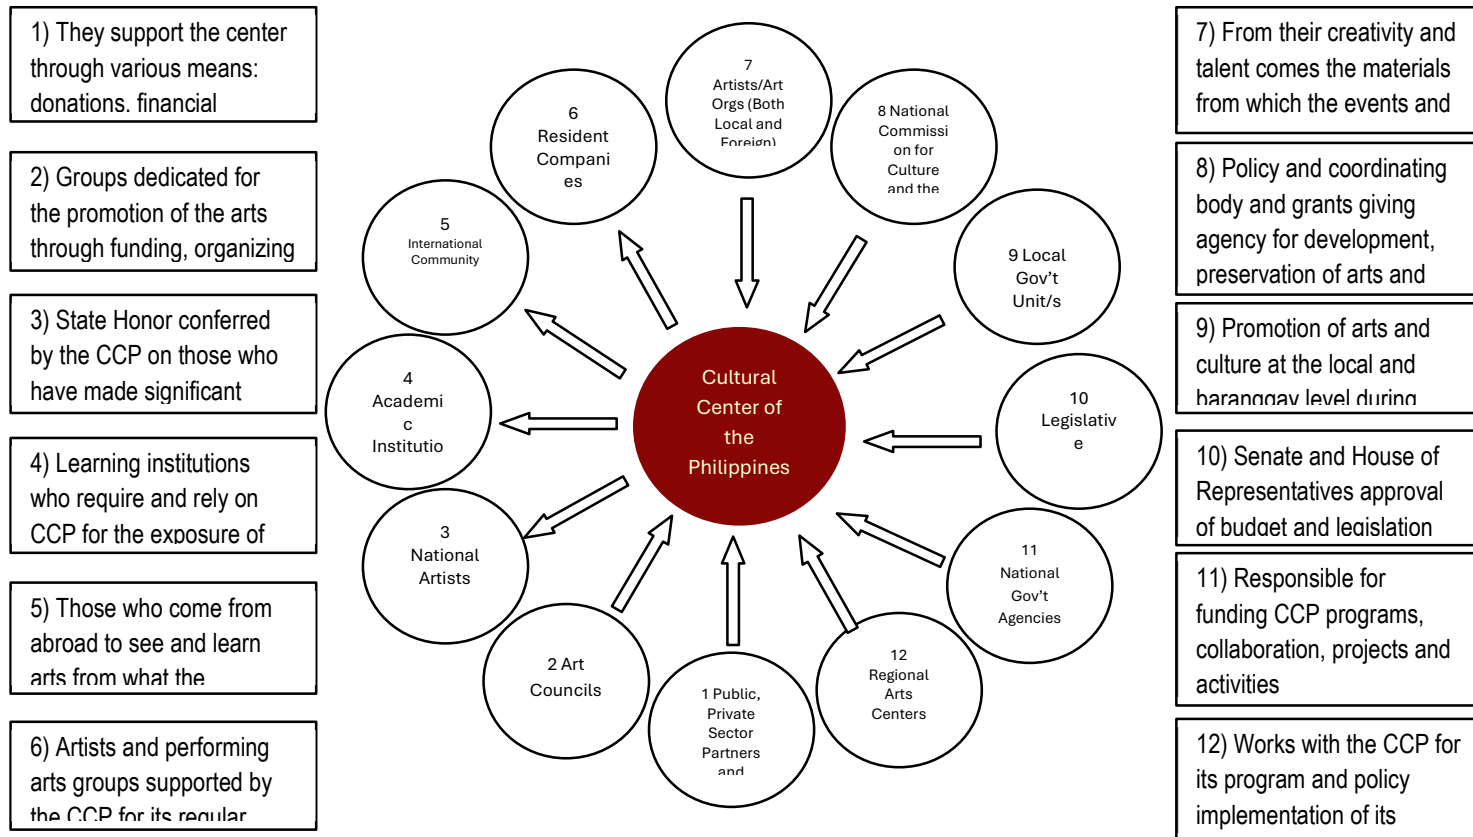 1) They support the center
through various means:
donations, financial
2) Groups dedicated for
the promotion of the arts
through funding, organizing
3) State Honor conferred
by the CCP on those who
have made significant
4) Learning institutions
who require and rely on
CCP for the exposure of
5) Those who come from
abroad to see and learn
arts from what the
6) Artists and performing
arts groups supported by
the CCP for its regular
7
Artists/Art
Orgs (Both
Local and
Foreign)
6
Resident
Compani
es
8 National
Commissi
on for
Culture
and the
5
International
Community
9 Local
Gov't
Unit/s
4
Academi
c
Institutio
Cultural
Center of
the
Philippines
10
Legislativ
e
3
National
Artists
11
National
Gov't
Agencies
2 Art
Councils
1 Public,
Private
Sector
Partners
and
12
Regional
Arts
Centers
7) From their creativity and
talent comes the materials
from which the events and
8) Policy and coordinating
body and grants giving
agency for development,
preservation of arts and
9) Promotion of arts and
culture at the local and
baranggay level during
10) Senate and House of
Representatives approval
of budget and legislation
11) Responsible for
funding CCP programs,
collaboration, projects and
activities
12) Works with the CCP for
its program and policy
implementation of its